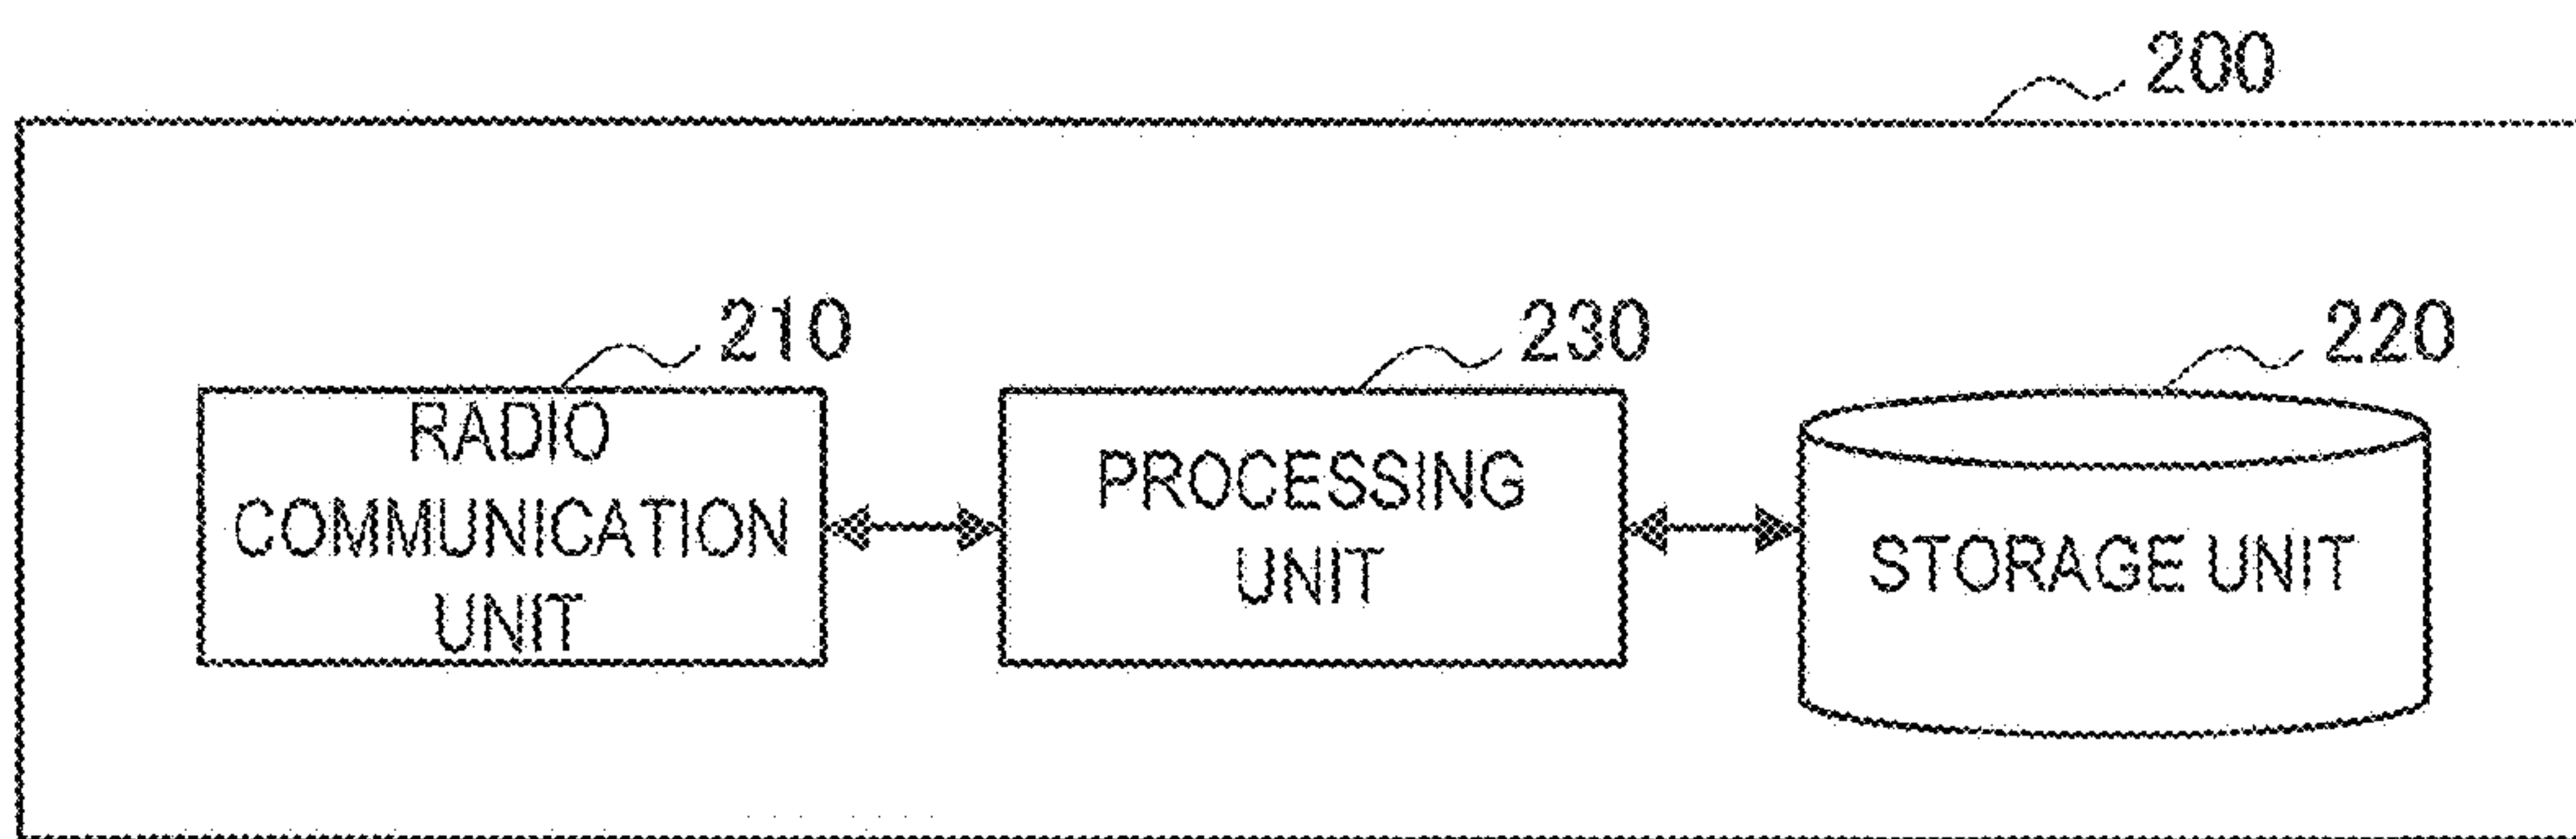 200
210
230
220
RADIO
COMMUNICATION
UNIT
PROCESSING
UNIT
STORAGE UNIT